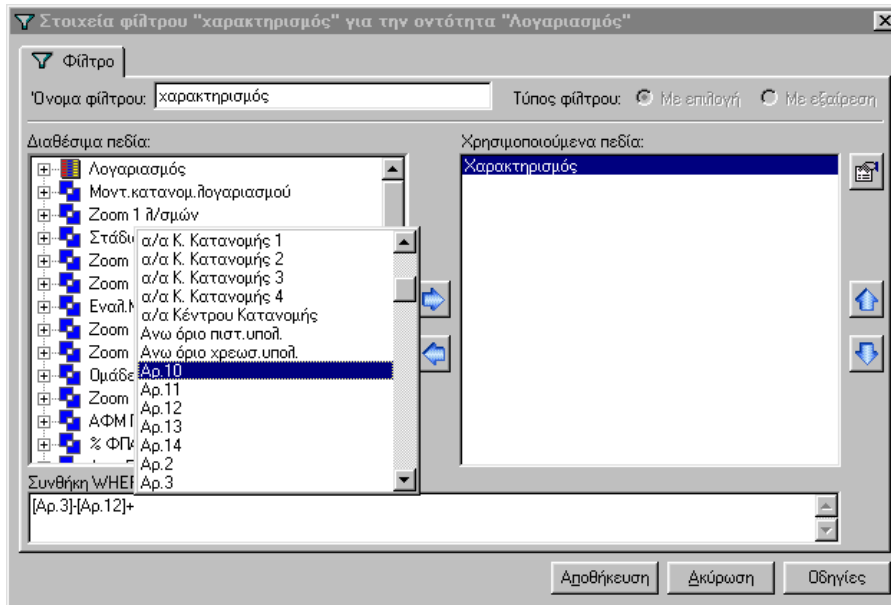 Στοιχεία φίλτρου "χαρακτηρισμός" για την οντότητα "Λογαριασμός"
Φίλτρο
Όνομα φίλτρου: χαρακτηρισμός
Τύπος φίλτρου: Με επιλογή Με εξαίρεση
Διαθέσιμα πεδία:
Λογαριασμός
Μοντ.κατανομ.λογαριασμού
Zoom 1 λ/σμών
Zoom
Zoom
Zoom
Zoom
Zoom
ΑΦΜ
α/α Κ. Κατανομής 1
α/α Κ. Κατανομής 2
α/α Κ. Κατανομής 3
α/α Κ. Κατανομής 4
α/α Κέντρου Κατανομής
Ανω όριο πιστ.υπολ.
Ανω όριο χρεωσ.υπολ.
Αρ.10
Αρ.11
Αρ.12
Αρ.13
Αρ.14
Αρ.2
Αρ.3
Χρησιμοποιούμενα πεδία:
Χαρακτηρισμός
Συνθήκη
[Αρ.3]-[Αρ.12]+
Αποθήκευση
Ακύρωση
Οδηγίες